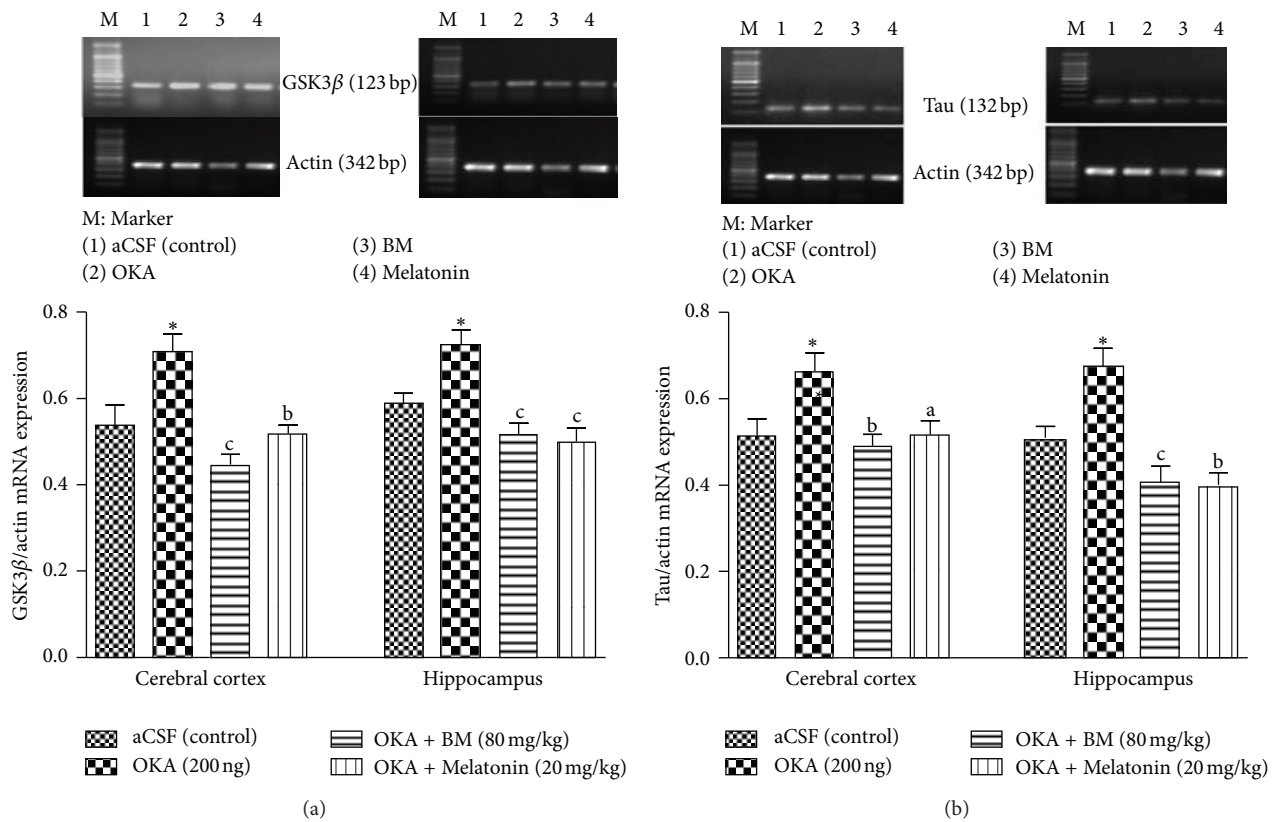 M 1 2 3 4
M 1 2 3 4
GSK3β (123 bp)
Actin (342 bp)
M: Marker
(1) aCSF (control)
(2) OKA
(3) BM
(4) Melatonin
GSK3β/actin mRNA expression
0.8
0.6
0.4
0.2
0.0
*
c
b
*
c
c
Cerebral cortex
Hippocampus
aCSF (control)
OKA (200 ng)
OKA + BM (80 mg/kg)
OKA + Melatonin (20 mg/kg)
(a)
M 1 2 3 4
M 1 2 3 4
Tau (132 bp)
Actin (342 bp)
M: Marker
(1) aCSF (control)
(2) OKA
(3) BM
(4) Melatonin
Tau/actin mRNA expression
0.8
0.6
0.4
0.2
0.0
*
*
b
a
*
c
b
Cerebral cortex
Hippocampus
aCSF (control)
OKA (200 ng)
OKA + BM (80 mg/kg)
OKA + Melatonin (20 mg/kg)
(b)